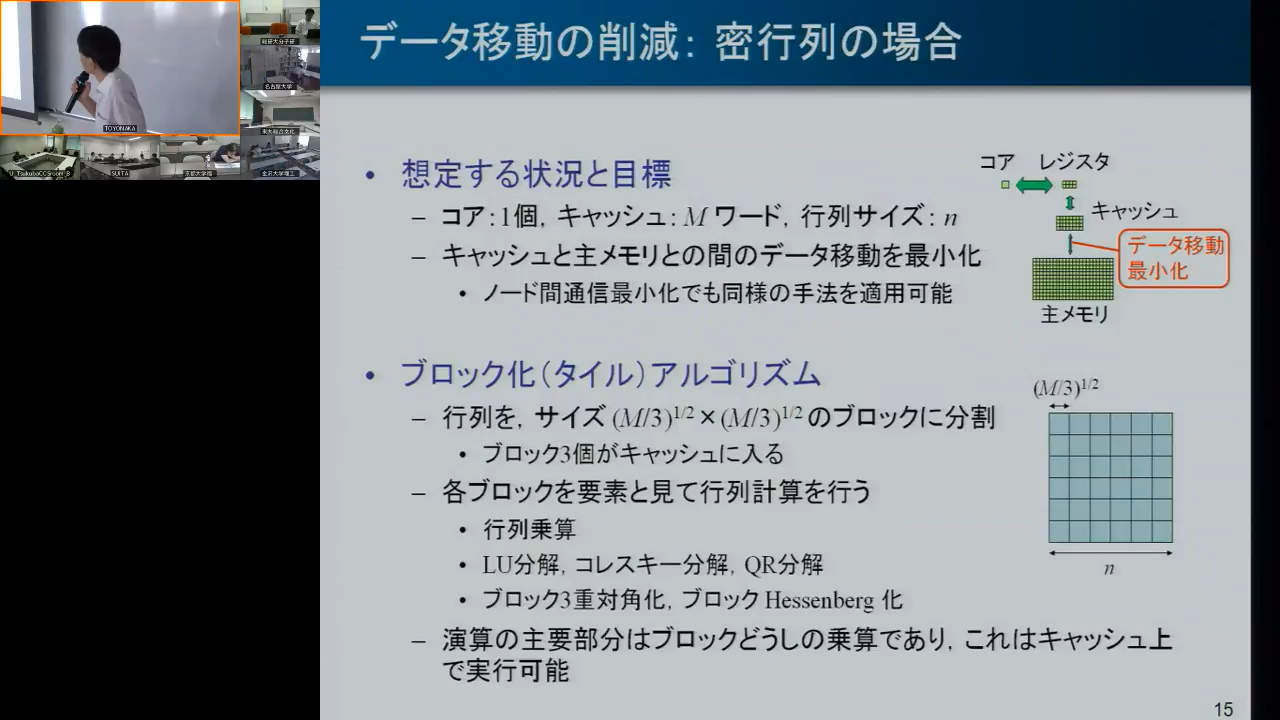 データ移動の削減: 密行列の場合
• 想定する状況と目標
– コア: 1個, キャッシュ: M ワード, 行列サイズ: n
– キャッシュと主メモリとの間のデータ移動を最小化
• ノード間通信最小化でも同様の手法を適用可能
コア レジスタ
キャッシュ
データ移動
最小化
主メモリ
• ブロック化(タイル)アルゴリズム
– 行列を, サイズ (M/3)1/2 × (M/3)1/2 のブロックに分割
• ブロック3個がキャッシュに入る
– 各ブロックを要素と見て行列計算を行う
• 行列乗算
• LU分解, コレスキー分解, QR分解
• ブロック3重対角化, ブロック Hessenberg 化
– 演算の主要部分はブロックどうしの乗算であり, これはキャッシュ上
で実行可能
(M/3)1/2
n
15
TOYONAKA
総研大分子研
名古屋大学
東大総合文化
U_TsukubaCCSroom_B
SUITA
金沢大学理工